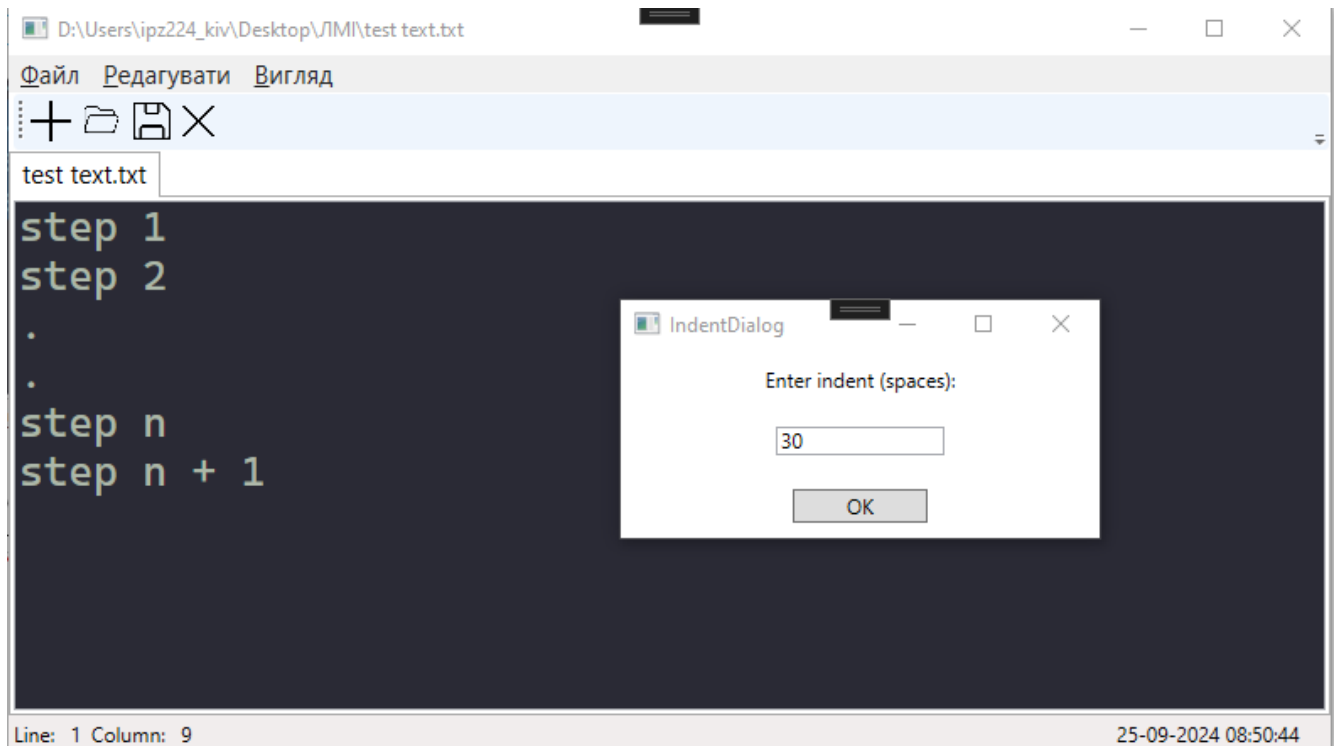 D:\Users\ipz224_kiv\Desktop\ЛМІ\test text.txt
Файл Редагувати Вигляд
test text.txt
step 1
step 2
.
.
step n
step n + 1
IndentDialog
Enter indent (spaces):
30
OK
Line: 1 Column: 9
25-09-2024 08:50:44